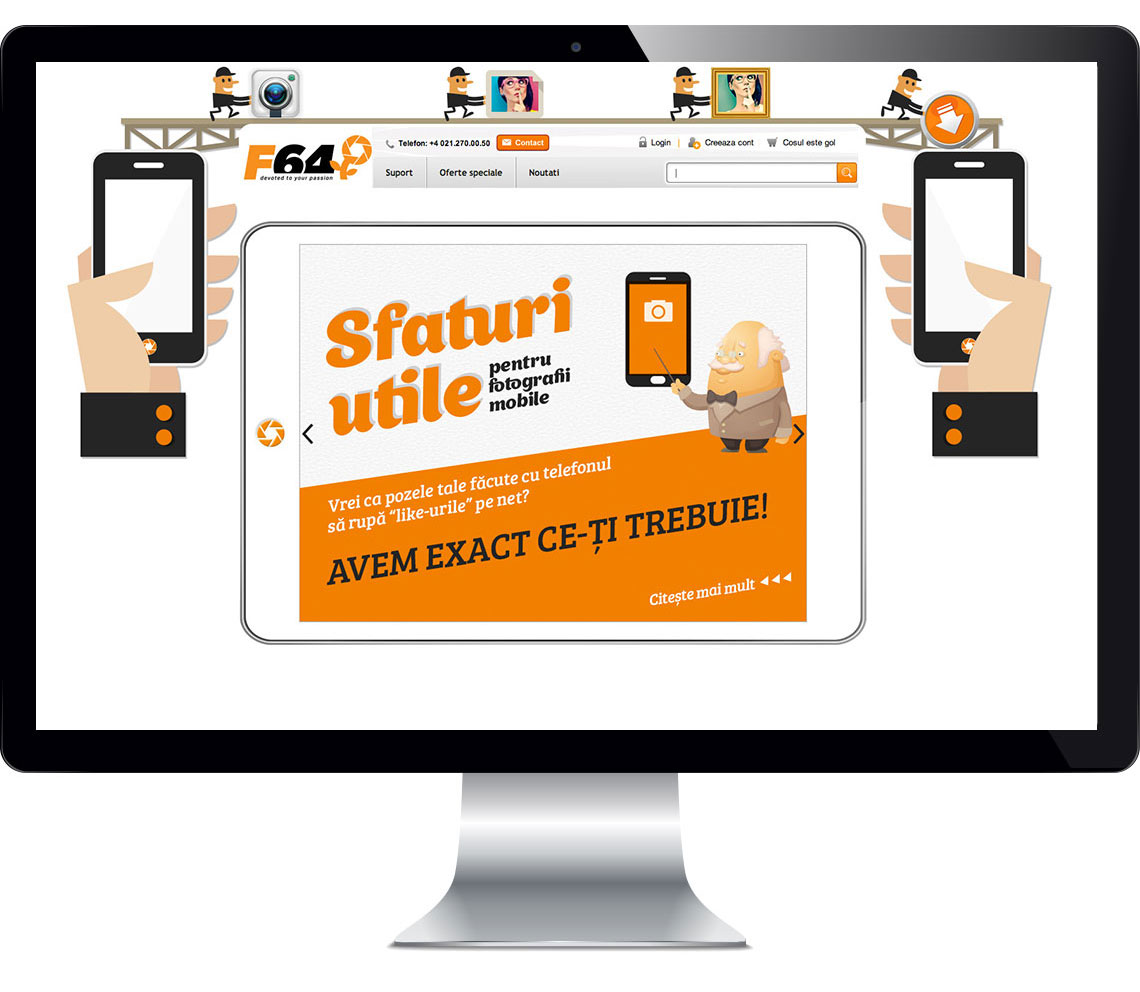 F64
devoted to your passion
Telefon: +4 021.270.00.50
Contact
Login | Creeaza cont
Cosul este gol
Suport
Oferte speciale
Noutati
Sfaturi
utile
pentru
fotografii
mobile
Vrei ca pozele tale făcute cu telefonul
să rupă “like-urile” pe net?
AVEM EXACT CE-ȚI TREBUIE!
Citește mai mult